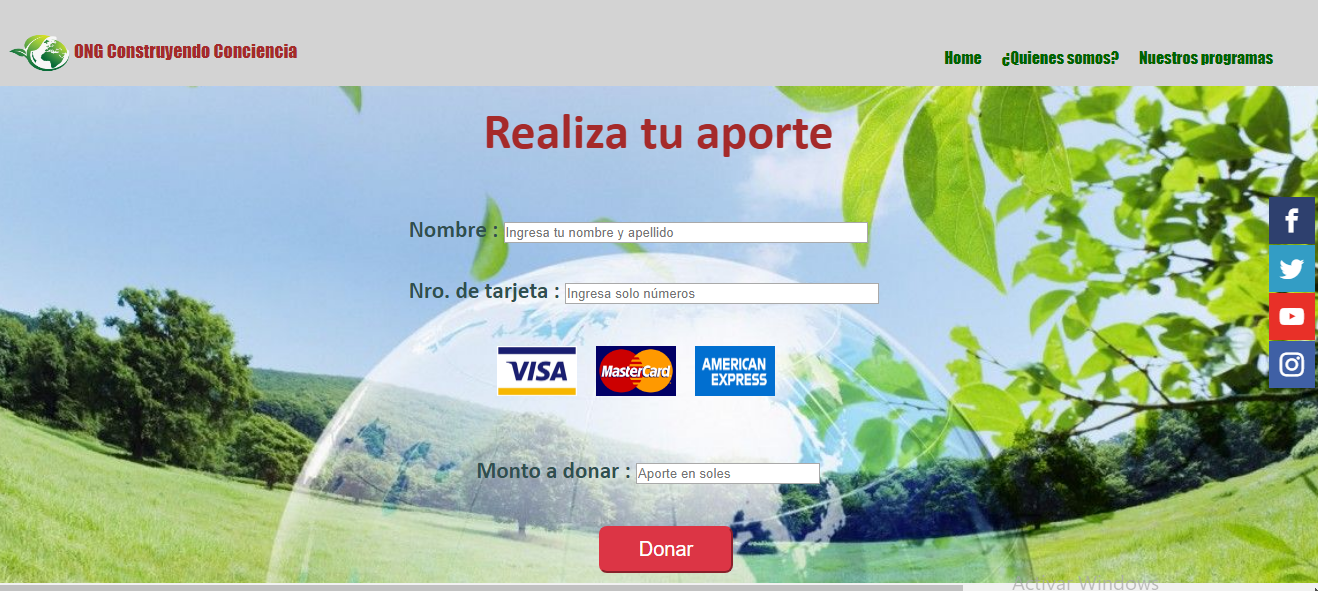 ONG Construyendo Conciencia
Home ¿Quienes somos? Nuestros programas
Realiza tu aporte
Nombre : Ingresa tu nombre y apellido
Nro. de tarjeta : Ingresa solo números
VISA MasterCard AMERICAN EXPRESS
Monto a donar : Aporte en soles
Donar
Activar Windows